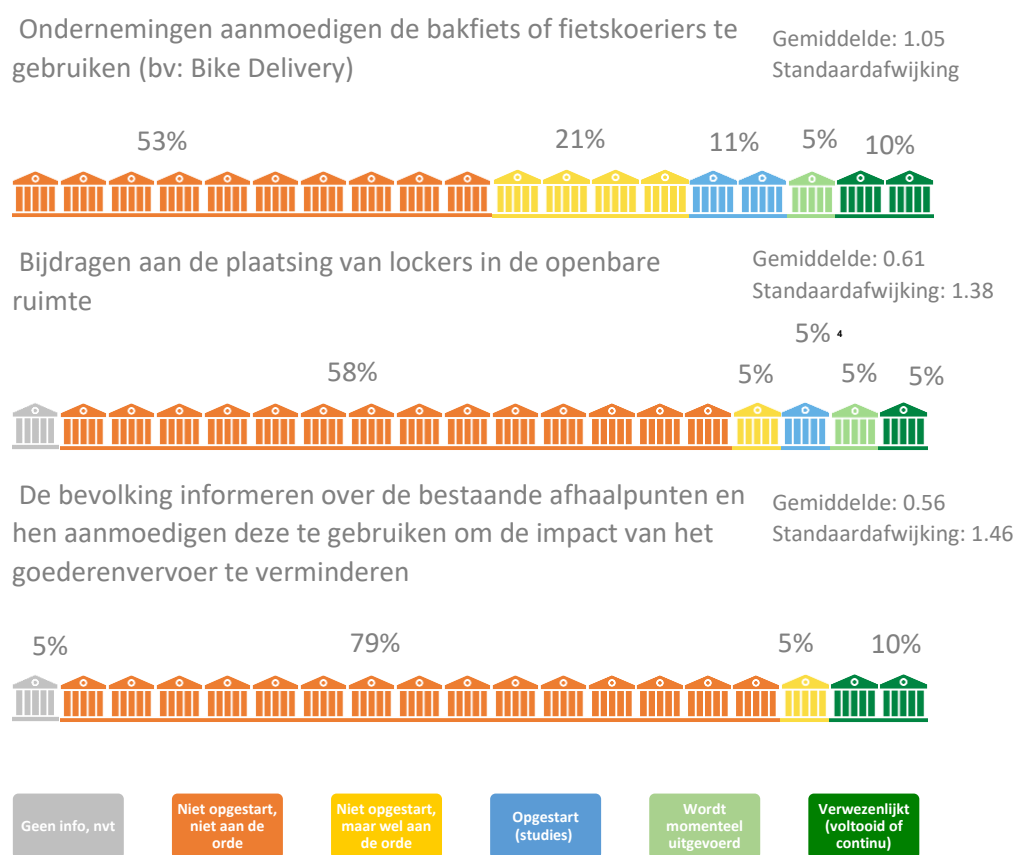 Ondernemingen aanmoedigen de bakfiets of fietskoeriers te
gebruiken (bv: Bike Delivery)
Gemiddelde: 1.05
Standaardafwijking
53%
21%
11%
5%
10%
Bijdragen aan de plaatsing van lockers in de openbare
ruimte
Gemiddelde: 0.61
Standaardafwijking: 1.38
5% 4
58%
5%
5%
5%
De bevolking informeren over de bestaande afhaalpunten en
hen aanmoedigen deze te gebruiken om de impact van het
goederenvervoer te verminderen
Gemiddelde: 0.56
Standaardafwijking: 1.46
5%
79%
5%
10%
Geen info, nvt
Niet opgestart,
niet aan de
orde
Niet opgestart,
maar wel aan
de orde
Opgestart
(studies)
Wordt
momenteel
uitgevoerd
Verwezenlijkt
(voltooid of
continu)